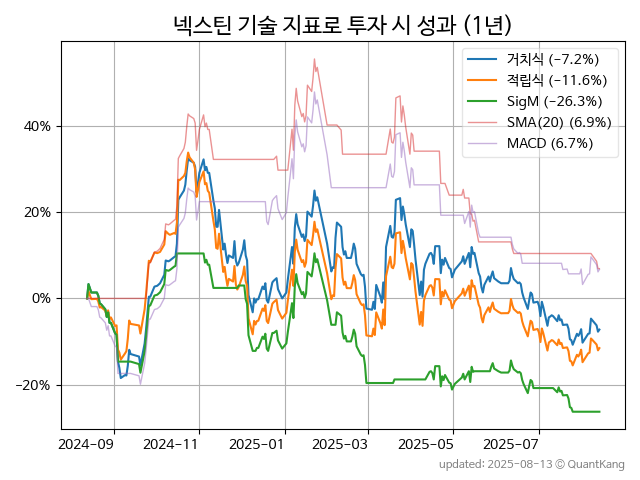 넥스틴 기술 지표로 투자 시 성과 (1년)
거치식 (−7.2%)
적립식 (−11.6%)
SigM (−26.3%)
SMA(20) (6.9%)
MACD (6.7%)
40%
20%
0%
−20%
2024-09 2024-11 2025-01 2025-03 2025-05 2025-07
updated: 2025-08-13 © QuantKang